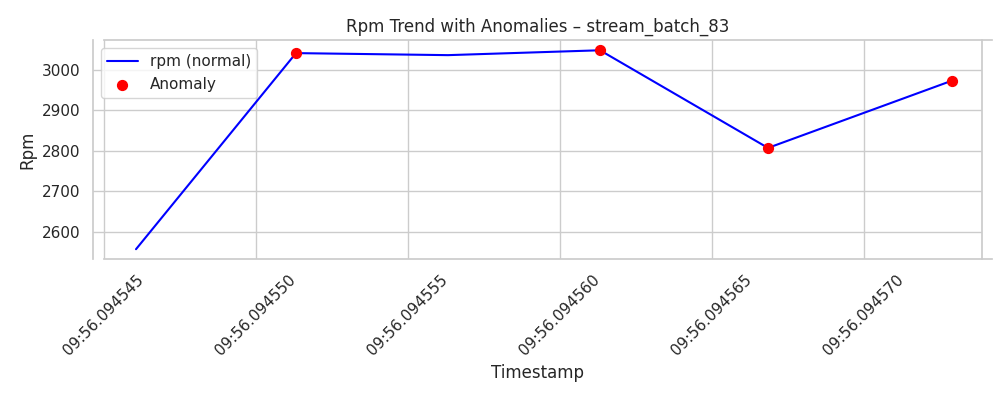 Rpm Trend with Anomalies – stream_batch_83
rpm (normal)
Anomaly
Rpm
3000
2900
2800
2700
2600
09:56.094545
09:56.094550
09:56.094555
09:56.094560
09:56.094565
09:56.094570
Timestamp